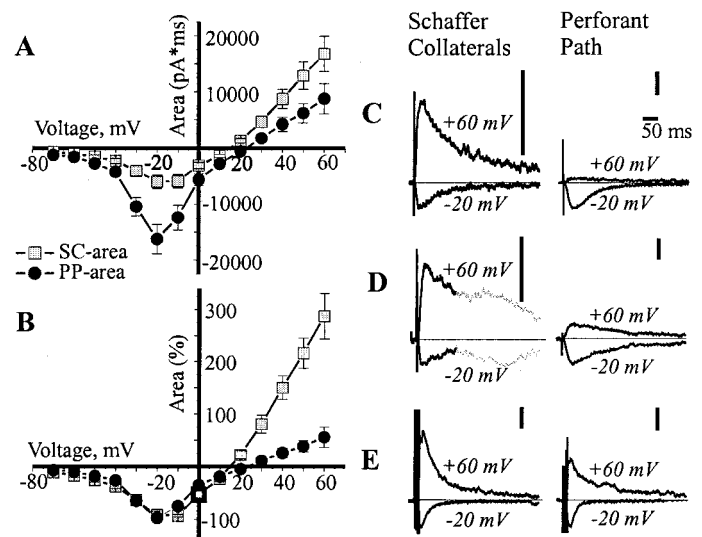 A
Area (pA*ms)
20000
10000
Voltage, mV
-80
-20
20
40
60
-10000
-20000
SC-area
PP-area
B
Area (%)
300
200
100
Voltage, mV
-80
-40
20
40
60
-100
Schaffer
Collaterals
Perforant
Path
C
+60 mV
-20 mV
50 ms
+60 mV
-20 mV
D
+60 mV
-20 mV
+60 mV
-20 mV
E
+60 mV
-20 mV
+60 mV
-20 mV